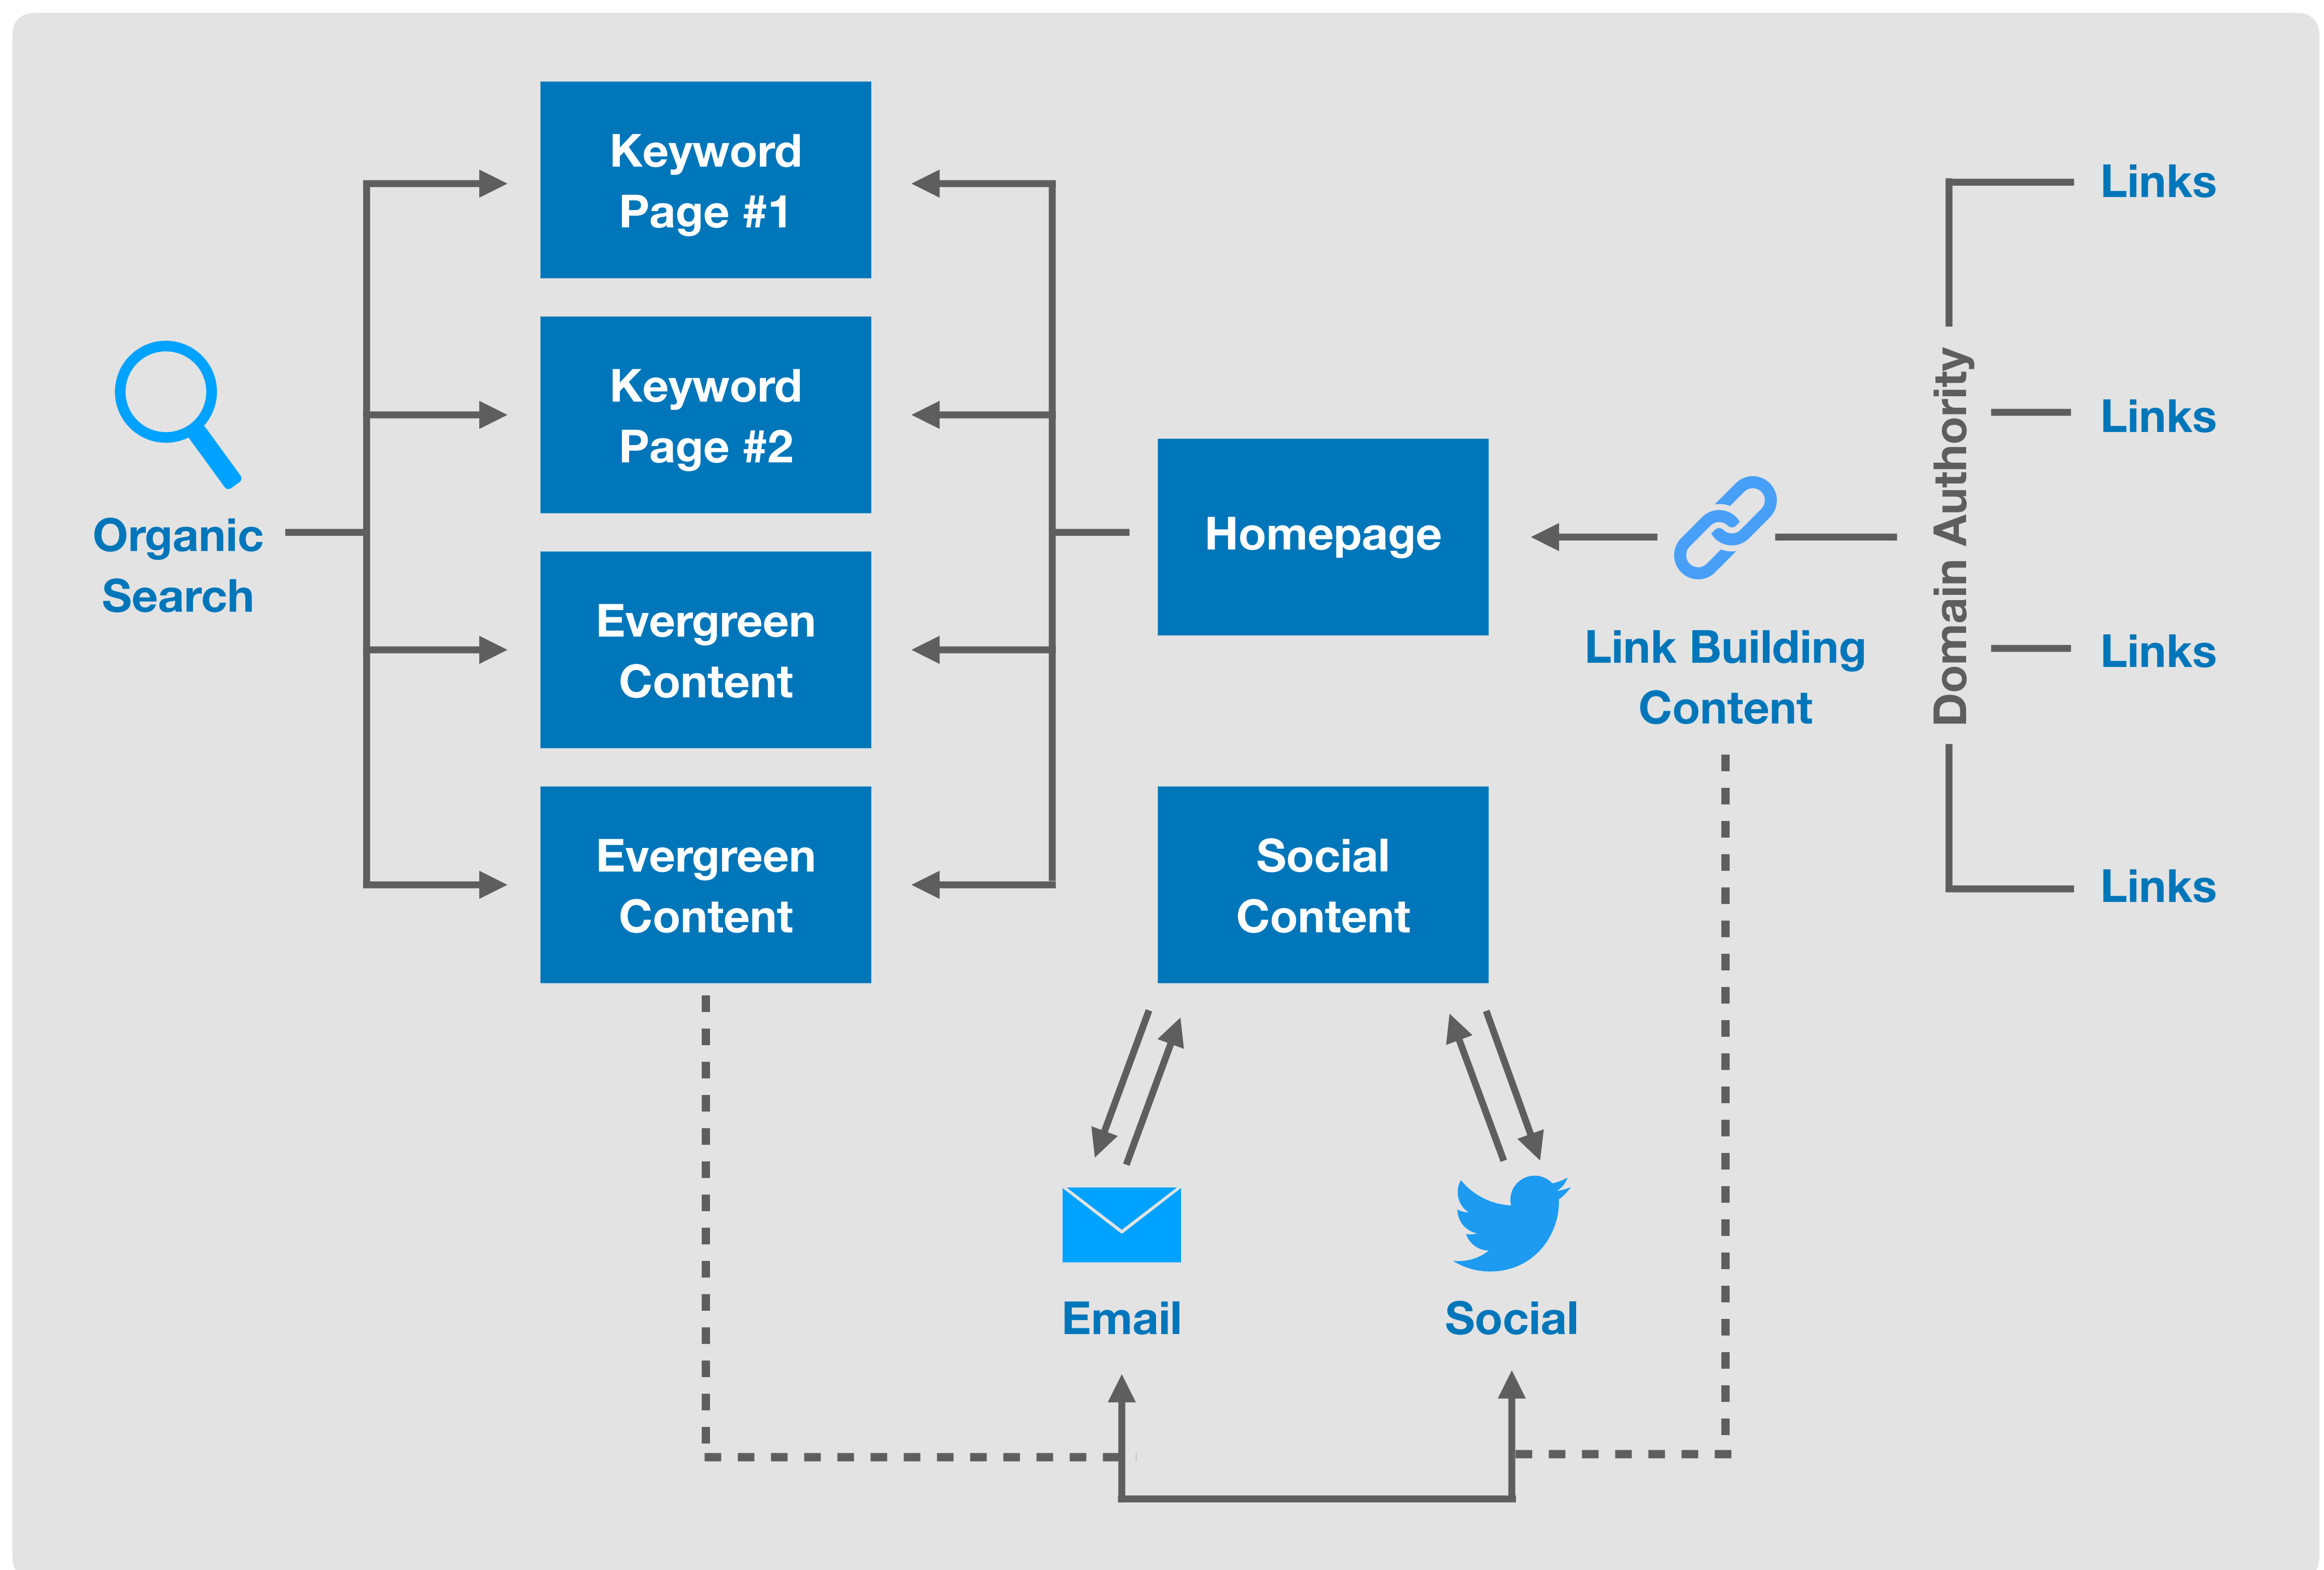 Keyword
Page #1
Keyword
Page #2
Evergreen
Content
Evergreen
Content
Organic
Search
Homepage
Social
Content
Link Building
Content
Domain Authority
Links
Links
Links
Links
Email
Social